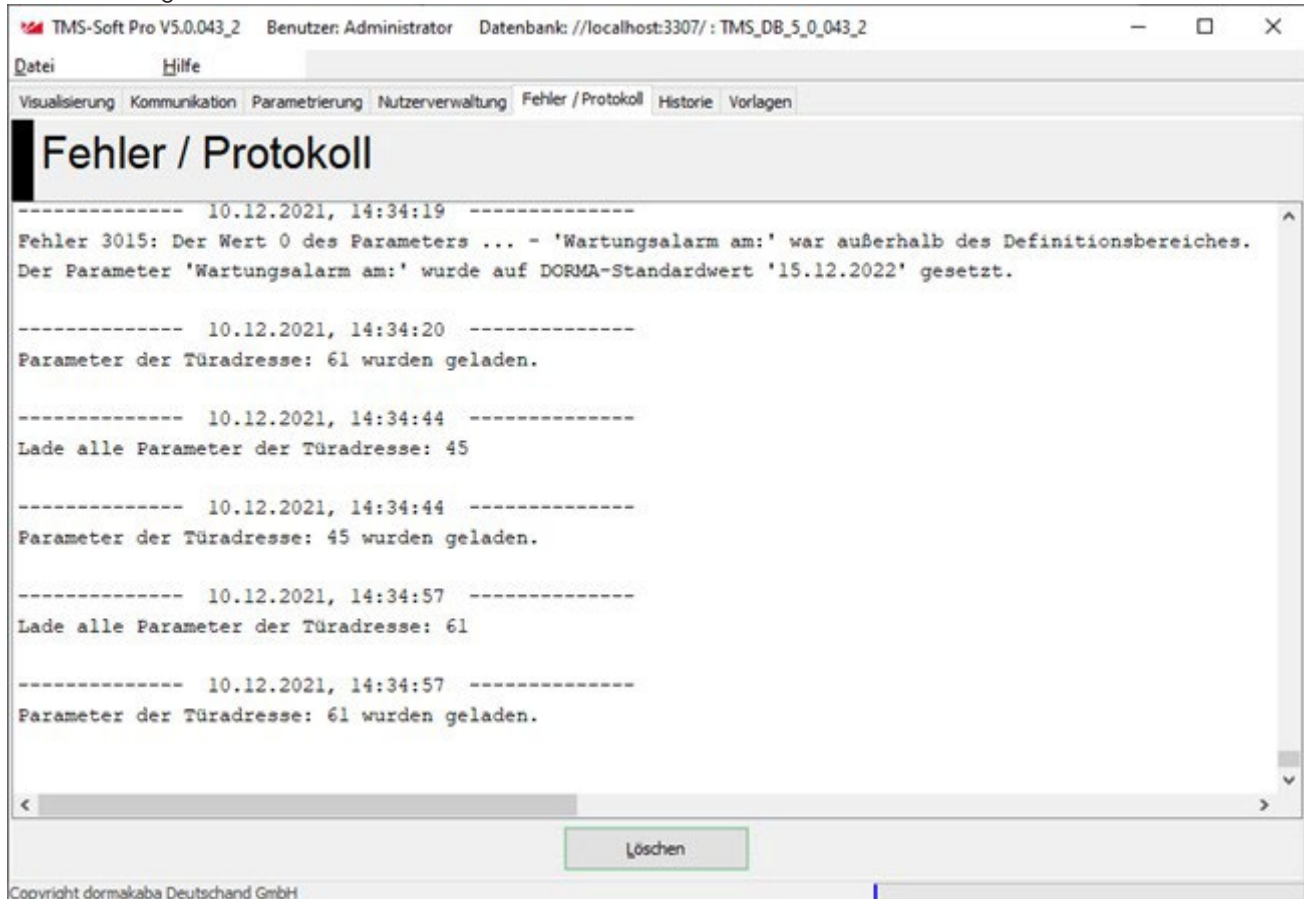 TMS-Soft Pro V5.0.043_2 Benutzer: Administrator Datenbank: //localhost:3307/ : TMS_DB_5_0_043_2
Datei Hilfe
Visualisierung Kommunikation Parametrierung Nutzerverwaltung Fehler / Protokoll Historie Vorlagen
Fehler / Protokoll
-------------- 10.12.2021, 14:34:19 --------------
Fehler 3015: Der Wert 0 des Parameters ... - 'Wartungsalarm am:' war außerhalb des Definitionsbereiches.
Der Parameter 'Wartungsalarm am:' wurde auf DORMA-Standardwert '15.12.2022' gesetzt.
-------------- 10.12.2021, 14:34:20 --------------
Parameter der Türadresse: 61 wurden geladen.
-------------- 10.12.2021, 14:34:44 --------------
Lade alle Parameter der Türadresse: 45
-------------- 10.12.2021, 14:34:44 --------------
Parameter der Türadresse: 45 wurden geladen.
-------------- 10.12.2021, 14:34:57 --------------
Lade alle Parameter der Türadresse: 61
-------------- 10.12.2021, 14:34:57 --------------
Parameter der Türadresse: 61 wurden geladen.
Löschen
Copyright dormakaba Deutschand GmbH